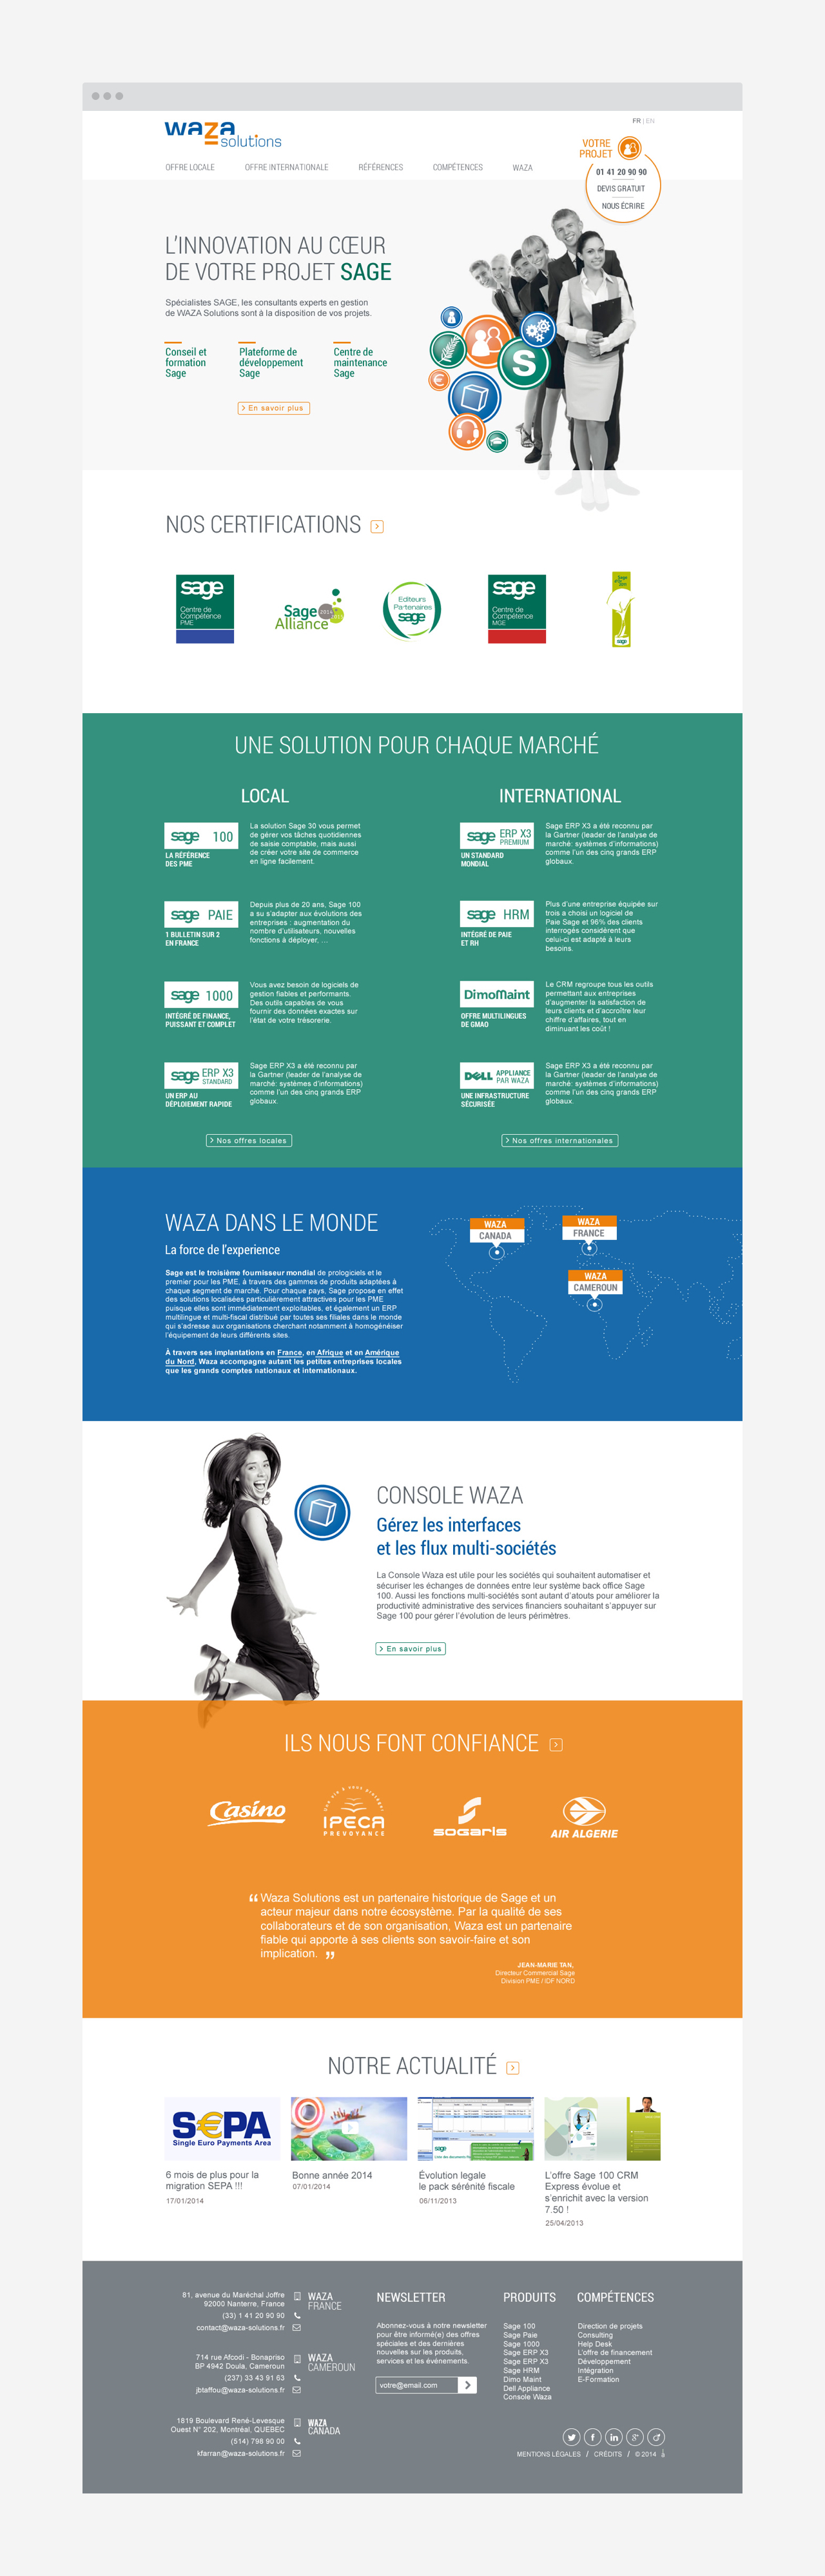 waza
solutions
FR | EN
VOTRE
PROJET
01 41 20 90 90
DEVIS GRATUIT
NOUS ÉCRIRE
OFFRE LOCALE
OFFRE INTERNATIONALE
RÉFÉRENCES
COMPÉTENCES
WAZA
L'INNOVATION AU CŒUR
DE VOTRE PROJET SAGE
Spécialistes SAGE, les consultants experts en gestion
de WAZA Solutions sont à la disposition de vos projets.
Conseil et
formation
Sage
Plateforme de
développement
Sage
Centre de
maintenance
Sage
> En savoir plus
S
€
NOS CERTIFICATIONS
sage
Centre de
Compétence
PME
Sage
Alliance
2014
Editeurs
Partenaires
sage
sage
Centre de
Compétence
MGE
sage
UNE SOLUTION POUR CHAQUE MARCHÉ
LOCAL
sage 100
LA RÉFÉRENCE
DES PME
La solution Sage 30 vous permet
de gérer vos tâches quotidiennes
de saisie comptable, mais aussi
de créer votre site de commerce
en ligne facilement.
sage PAIE
1 BULLETIN SUR 2
EN FRANCE
Depuis plus de 20 ans, Sage 100
a su s'adapter aux évolutions des
entreprises : augmentation du
nombre d'utilisateurs, nouvelles
fonctions à déployer, ...
sage 1000
INTÉGRÉ DE FINANCE,
PUISSANT ET COMPLET
Vous avez besoin de logiciels de
gestion fiables et performants.
Des outils capables de vous
fournir des données exactes sur
l'état de votre trésorerie.
sage ERP X3
STANDARD
UN ERP AU
DÉPLOIEMENT RAPIDE
Sage ERP X3 a été reconnu par
la Gartner (leader de l'analyse de
marché: systèmes d'informations)
comme l'un des cinq grands ERP
globaux.
> Nos offres locales
INTERNATIONAL
sage ERP X3
PREMIUM
UN STANDARD
MONDIAL
Sage ERP X3 a été reconnu par
la Gartner (leader de l'analyse de
marché: systèmes d'informations)
comme l'un des cinq grands ERP
globaux.
sage HRM
INTÉGRÉ DE PAIE
ET RH
Plus d'une entreprise équipée sur
trois a choisi un logiciel de
Paie Sage et 96% des clients
interrogés considèrent que
celui-ci est adapté à leurs
besoins.
DimoMaint
OFFRE MULTILINGUES
DE GMAO
Le CRM regroupe tous les outils
permettant aux entreprises
d'augmenter la satisfaction de
leurs clients et d'accroître leur
chiffre d'affaires, tout en
diminuant les coût !
DELL APPLIANCE
PAR WAZA
UNE INFRASTRUCTURE
SÉCURISÉE
Sage ERP X3 a été reconnu par
la Gartner (leader de l'analyse de
marché: systèmes d'informations)
comme l'un des cinq grands ERP
globaux.
> Nos offres internationales
WAZA DANS LE MONDE
La force de l'experience
Sage est le troisième fournisseur mondial de prologiciels et le
premier pour les PME, à travers des gammes de produits adaptées à
chaque segment de marché. Pour chaque pays, Sage propose en effet
des solutions localisées particulièrement attractives pour les PME
puisque elles sont immédiatement exploitables, et également un ERP
multilingue et multi-fiscal distribué par toutes ses filiales dans le monde
qui s'adresse aux organisations cherchant notamment à homogénéiser
l'équipement de leurs différents sites.
À travers ses implantations en France, en Afrique et en Amérique
du Nord, Waza accompagne autant les petites entreprises locales
que les grands comptes nationaux et internationaux.
WAZA
CANADA
WAZA
FRANCE
WAZA
CAMEROUN
CONSOLE WAZA
Gérez les interfaces
et les flux multi-sociétés
La Console Waza est utile pour les sociétés qui souhaitent automatiser et
sécuriser les échanges de données entre leur système back office Sage
100. Aussi les fonctions multi-sociétés sont autant d'atouts pour améliorer la
productivité administrative des services financiers souhaitant s'appuyer sur
Sage 100 pour gérer l'évolution de leurs périmètres.
> En savoir plus
ILS NOUS FONT CONFIANCE
Casino
IPECA
PREVOYANCE
sogaris
AIR ALGERIE
“ Waza Solutions est un partenaire historique de Sage et un
acteur majeur dans notre écosystème. Par la qualité de ses
collaborateurs et de son organisation, Waza est un partenaire
fiable qui apporte à ses clients son savoir-faire et son
implication. ”
JEAN-MARIE TAN,
Directeur Commercial Sage
Division PME / IDF NORD
NOTRE ACTUALITÉ
S€PA
Single Euro Payments Area
6 mois de plus pour la
migration SEPA !!!
17/01/2014
Bonne année 2014
07/01/2014
sage
Évolution legale
le pack sérénité fiscale
06/11/2013
L'offre Sage 100 CRM
Express évolue et
s'enrichit avec la version
7.50 !
25/04/2013
81, avenue du Maréchal Joffre
92000 Nanterre, France
(33) 1 41 20 90 90
contact@waza-solutions.fr
WAZA
FRANCE
714 rue Afcodi - Bonapriso
BP 4942 Doula, Cameroun
(237) 33 43 91 63
jbtaffou@waza-solutions.fr
WAZA
CAMEROUN
1819 Boulevard René-Levesque
Ouest N° 202, Montréal, QUEBEC
(514) 798 90 00
kfarran@waza-solutions.fr
WAZA
CANADA
NEWSLETTER
Abonnez-vous à notre newsletter
pour être informé(e) des offres
spéciales et des dernières
nouvelles sur les produits,
services et les évènements.
votre@email.com
PRODUITS
Sage 100
Sage Paie
Sage 1000
Sage ERP X3
Sage ERP X3
Sage HRM
Dimo Maint
Dell Appliance
Console Waza
COMPÉTENCES
Direction de projets
Consulting
Help Desk
L'offre de financement
Développement
Intégration
E-Formation
MENTIONS LÉGALES / CRÉDITS / © 2014